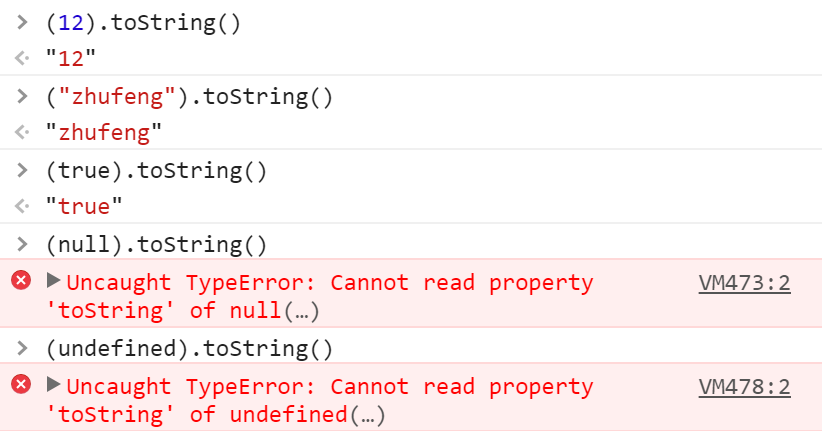 > (12).toString()
< "12"
> ("zhufeng").toString()
< "zhufeng"
> (true).toString()
< "true"
> (null).toString()
Uncaught TypeError: Cannot read property VM473:2
'toString' of null(…)
> (undefined).toString()
Uncaught TypeError: Cannot read property VM478:2
'toString' of undefined(…)